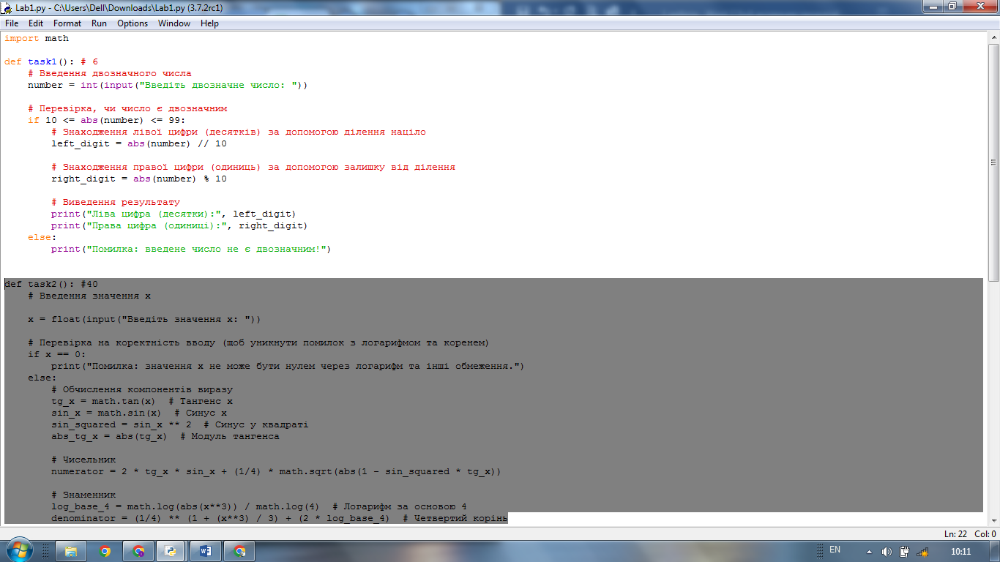 Lab1.py - C:\Users\Dell\Downloads\Lab1.py (3.7.2rc1)
File Edit Format Run Options Window Help
import math
def task1(): # 6
    # Введення двозначного числа
    number = int(input("Введіть двозначне число: "))
    # Перевірка, чи число є двозначним
    if 10 <= abs(number) <= 99:
        # Знаходження лівої цифри (десятків) за допомогою ділення націло
        left_digit = abs(number) // 10
        # Знаходження правої цифри (одиниць) за допомогою залишку від ділення
        right_digit = abs(number) % 10
        # Виведення результату
        print("Ліва цифра (десятки):", left_digit)
        print("Права цифра (одиниці):", right_digit)
    else:
        print("Помилка: введене число не є двозначним!")
def task2(): #40
    # Введення значення x
    x = float(input("Введіть значення x: "))
    # Перевірка на коректність вводу (щоб уникнути помилок з логарифмом та коренем)
    if x == 0:
        print("Помилка: значення x не може бути нулем через логарифм та інші обмеження.")
    else:
        # Обчислення компонентів виразу
        tg_x = math.tan(x)  # Тангенс x
        sin_x = math.sin(x)  # Синус x
        sin_squared = sin_x ** 2  # Синус у квадраті
        abs_tg_x = abs(tg_x)  # Модуль тангенса
        # Чисельник
        numerator = 2 * tg_x * sin_x + (1/4) * math.sqrt(abs(1 - sin_squared * tg_x))
        # Знаменник
        log_base_4 = math.log(abs(x**3)) / math.log(4)  # Логарифм за основою 4
        denominator = (1/4) ** (1 + (x**3) / 3) + (2 * log_base_4)  # Четвертий корінь
Ln: 22 Col: 0
EN
10:11